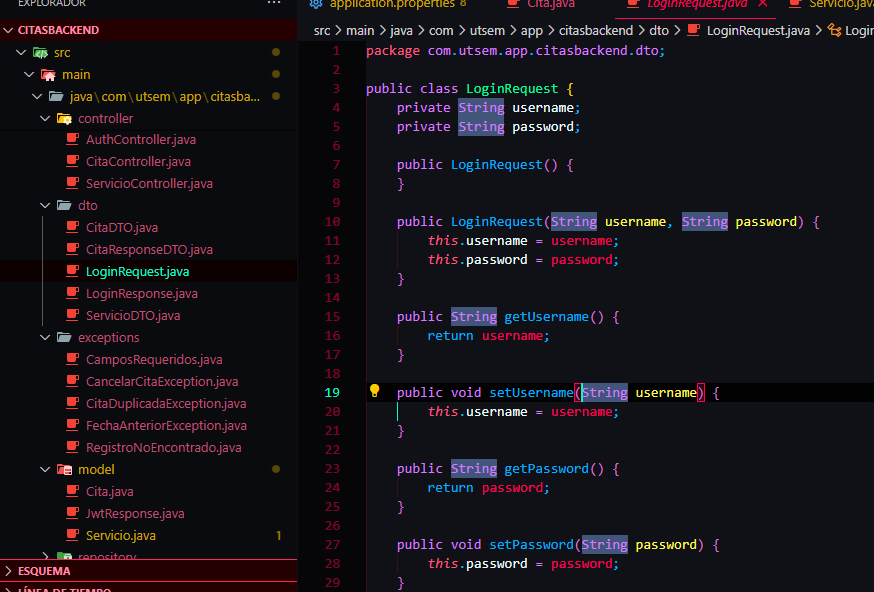 EXPLORADOR
...
CITASBACKEND
src
main
java\com\utsem\app\citasba...
controller
AuthController.java
CitaController.java
ServicioController.java
dto
CitaDTO.java
CitaResponseDTO.java
LoginRequest.java
LoginResponse.java
ServicioDTO.java
exceptions
CamposRequeridos.java
CancelarCitaException.java
CitaDuplicadaException.java
FechaAnteriorException.java
RegistroNoEncontrado.java
model
Cita.java
JwtResponse.java
Servicio.java 1
repository
ESQUEMA
LÍNEA DE TIEMPO
application.properties 8 Cita.java LoginRequest.java Servicio.jav
src > main > java > com > utsem > app > citasbackend > dto > LoginRequest.java > Login
1 package com.utsem.app.citasbackend.dto;
2
3 public class LoginRequest {
4 private String username;
5 private String password;
6
7 public LoginRequest() {
8 }
9
10 public LoginRequest(String username, String password) {
11 this.username = username;
12 this.password = password;
13 }
14
15 public String getUsername() {
16 return username;
17 }
18
19 public void setUsername(String username) {
20 this.username = username;
21 }
22
23 public String getPassword() {
24 return password;
25 }
26
27 public void setPassword(String password) {
28 this.password = password;
29 }